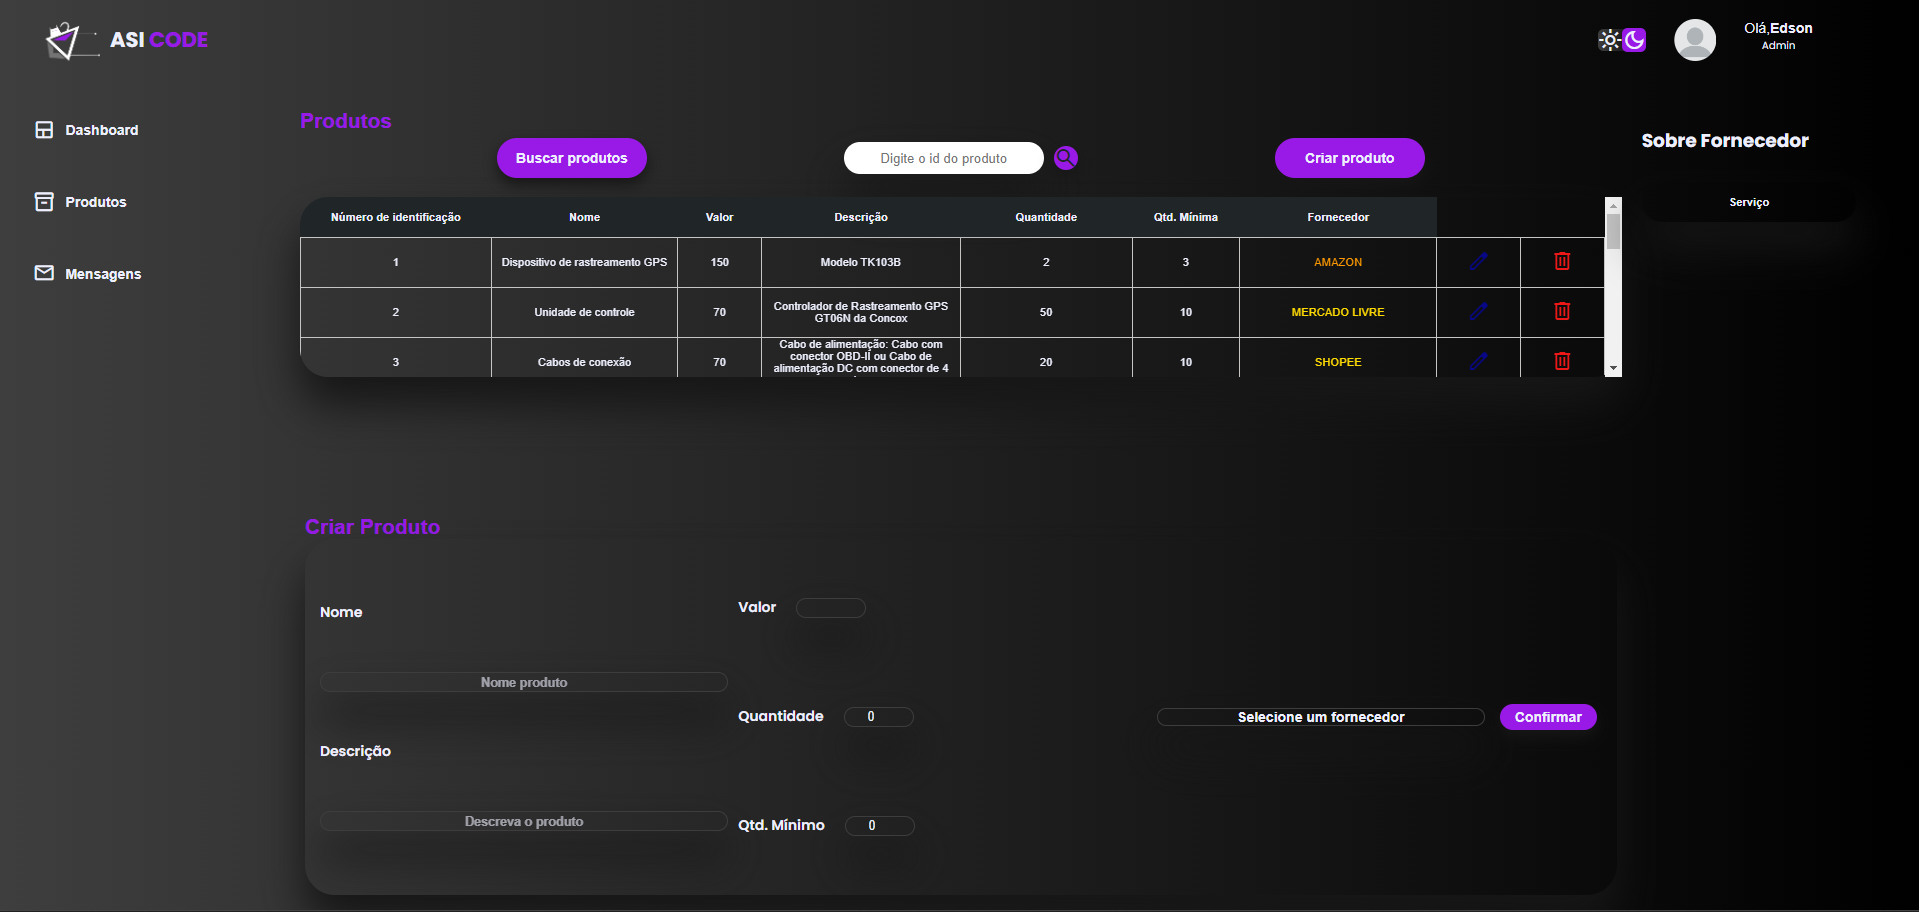 ASI CODE
Olá,Edson
Admin
Dashboard
Produtos
Mensagens
Produtos
Buscar produtos
Digite o id do produto
Criar produto
Sobre Fornecedor
Serviço
Número de identificação Nome Valor Descrição Quantidade Qtd. Mínima Fornecedor
1 Dispositivo de rastreamento GPS 150 Modelo TK103B 2 3 AMAZON
2 Unidade de controle 70 Controlador de Rastreamento GPS
GT06N da Concox 50 10 MERCADO LIVRE
3 Cabos de conexão 70 Cabo de alimentação: Cabo com
conector OBD-II ou Cabo de
alimentação DC com conector de 4
20 10 SHOPEE
Criar Produto
Nome
Nome produto
Descrição
Descreva o produto
Valor
Quantidade 0
Qtd. Mínimo 0
Selecione um fornecedor
Confirmar